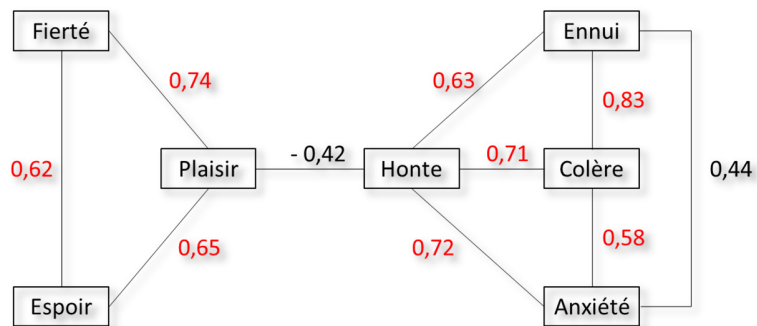 Fierté
Ennui
0,74
0,63
0,83
- 0,42
0,62
Plaisir
Honte
0,71
Colère
0,44
0,65
0,72
0,58
Espoir
Anxiété